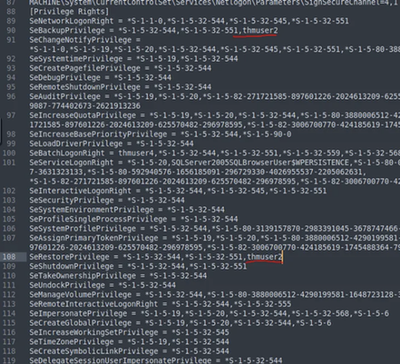 87 MACHINE\System\CurrentControlSet\Services\Netlogon\Parameters\SignSecureChannel=4,1
88 [Privilege Rights]
89 SeNetworkLogonRight = *S-1-1-0,*S-1-5-32-544,*S-1-5-32-545,*S-1-5-32-551
90 SeBackupPrivilege = *S-1-5-32-544,*S-1-5-32-551,thmuser2
91 SeChangeNotifyPrivilege =
*S-1-1-0,*S-1-5-19,*S-1-5-20,*S-1-5-32-544,*S-1-5-32-545,*S-1-5-32-551,*S-1-5-80-388
92 SeSystemtimePrivilege = *S-1-5-19,*S-1-5-32-544
93 SeCreatePagefilePrivilege = *S-1-5-32-544
94 SeDebugPrivilege = *S-1-5-32-544
95 SeRemoteShutdownPrivilege = *S-1-5-32-544
96 SeAuditPrivilege = *S-1-5-19,*S-1-5-20,*S-1-5-82-271721585-897601226-2024613209-6255
9087-774402673-2621913236
97 SeIncreaseQuotaPrivilege = *S-1-5-19,*S-1-5-20,*S-1-5-32-544,*S-1-5-80-3880006512-42
1721585-897601226-2024613209-625570482-296978595,*S-1-5-82-3006700770-424185619-1745
98 SeIncreaseBasePriorityPrivilege = *S-1-5-32-544,*S-1-5-90-0
99 SeLoadDriverPrivilege = *S-1-5-32-544
100 SeBatchLogonRight = thmuser4,*S-1-5-32-544,*S-1-5-32-551,*S-1-5-32-559,*S-1-5-32-568
101 SeServiceLogonRight = *S-1-5-20,SQLServer2005SQLBrowserUser$WPERSISTENCE,*S-1-5-80-0
7-3631323133,*S-1-5-80-592940576-1656185091-296729330-4026955537-2205062631,
*S-1-5-82-271721585-897601226-2024613209-625570482-296978595,*S-1-5-82-3006700770-42
102 SeInteractiveLogonRight = *S-1-5-32-544,*S-1-5-32-545,*S-1-5-32-551
103 SeSecurityPrivilege = *S-1-5-32-544
104 SeSystemEnvironmentPrivilege = *S-1-5-32-544
105 SeProfileSingleProcessPrivilege = *S-1-5-32-544
106 SeSystemProfilePrivilege = *S-1-5-32-544,*S-1-5-80-3139157870-2983391045-3678747466-
107 SeAssignPrimaryTokenPrivilege = *S-1-5-19,*S-1-5-20,*S-1-5-80-3880006512-4290199581-
97601226-2024613209-625570482-296978595,*S-1-5-82-3006700770-424185619-1745488364-79
108 SeRestorePrivilege = *S-1-5-32-544,*S-1-5-32-551,thmuser2
109 SeShutdownPrivilege = *S-1-5-32-544,*S-1-5-32-551
110 SeTakeOwnershipPrivilege = *S-1-5-32-544
111 SeUndockPrivilege = *S-1-5-32-544
112 SeManageVolumePrivilege = *S-1-5-32-544,*S-1-5-80-3880006512-4290199581-1648723128-3
113 SeRemoteInteractiveLogonRight = *S-1-5-32-544,*S-1-5-32-555
114 SeImpersonatePrivilege = *S-1-5-19,*S-1-5-20,*S-1-5-32-544,*S-1-5-32-568,*S-1-5-6
115 SeCreateGlobalPrivilege = *S-1-5-19,*S-1-5-20,*S-1-5-32-544,*S-1-5-6
116 SeIncreaseWorkingSetPrivilege = *S-1-5-32-545
117 SeTimeZonePrivilege = *S-1-5-19,*S-1-5-32-544
118 SeCreateSymbolicLinkPrivilege = *S-1-5-32-544
119 SeDelegateSessionUserImpersonatePrivilege = *S-1-5-32-544